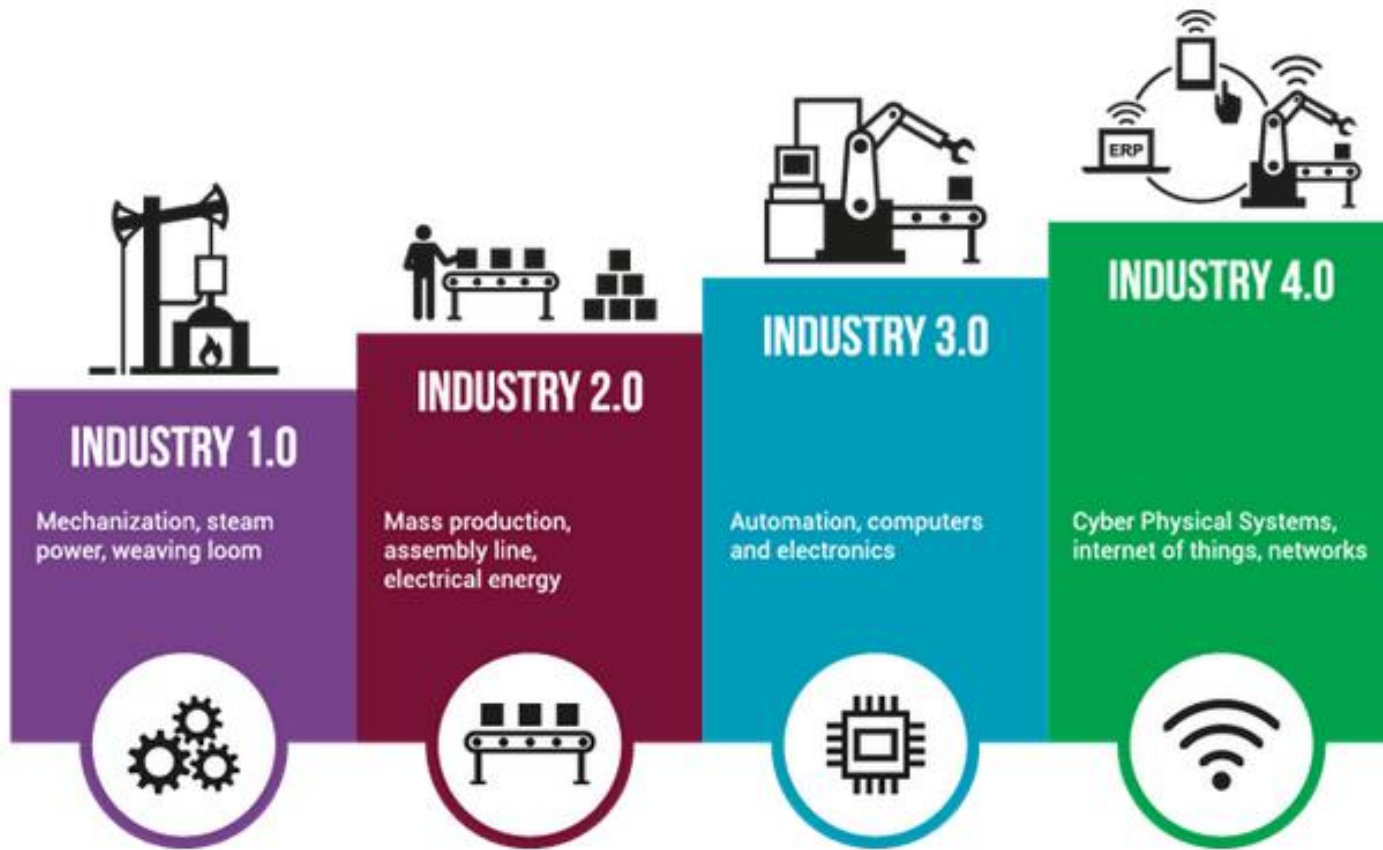 ERP
INDUSTRY 1.0
Mechanization, steam
power, weaving loom
INDUSTRY 2.0
Mass production,
assembly line,
electrical energy
INDUSTRY 3.0
Automation, computers
and electronics
INDUSTRY 4.0
Cyber Physical Systems,
internet of things, networks